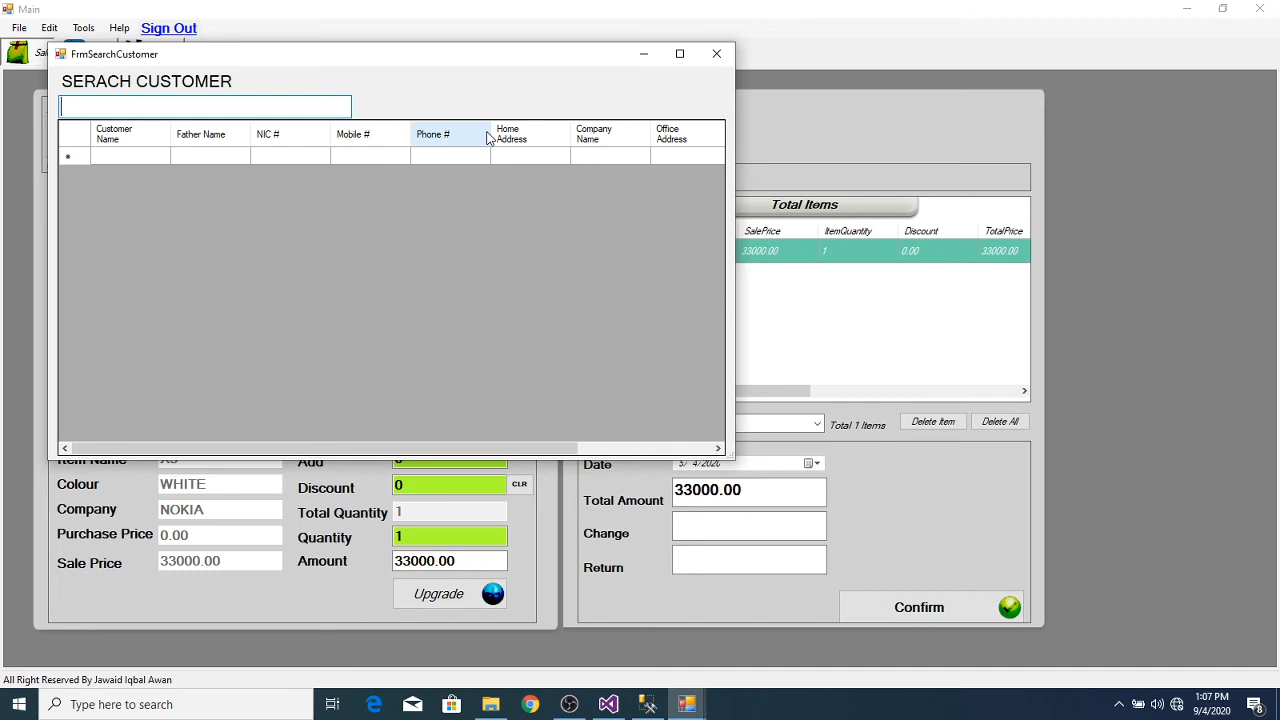 Main
File Edit Tools Help Sign Out
FrmSearchCustomer
SERACH CUSTOMER
Customer Name Father Name NIC # Mobile # Phone # Home Address Company Name Office Address
*
Total Items
SalePrice ItemQuantity Discount TotalPrice
33000.00 1 0.00 33000.00
Total 1 Items Delete Item Delete All
Item Name Add
Colour WHITE
Discount 0 CLR
Company NOKIA
Total Quantity 1
Purchase Price 0.00
Quantity 1
Sale Price 33000.00
Amount 33000.00
Upgrade
Date
Total Amount 33000.00
Change
Return
Confirm
All Right Reserved By Jawaid Iqbal Awan
Type here to search
1:07 PM
9/4/2020
8